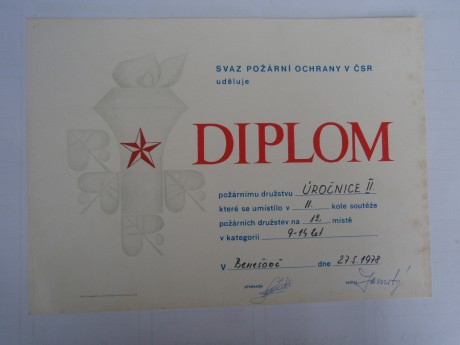 SVAZ POŽÁRNÍ OCHRANY V ČSR
uděluje
DIPLOM
požárnímu družstvu ÚROČNICE II.
které se umístilo v II. kole soutěže
požárních družstev na 12. místě
v kategorii 9-14 let
V Benešově dne 27.5.1978